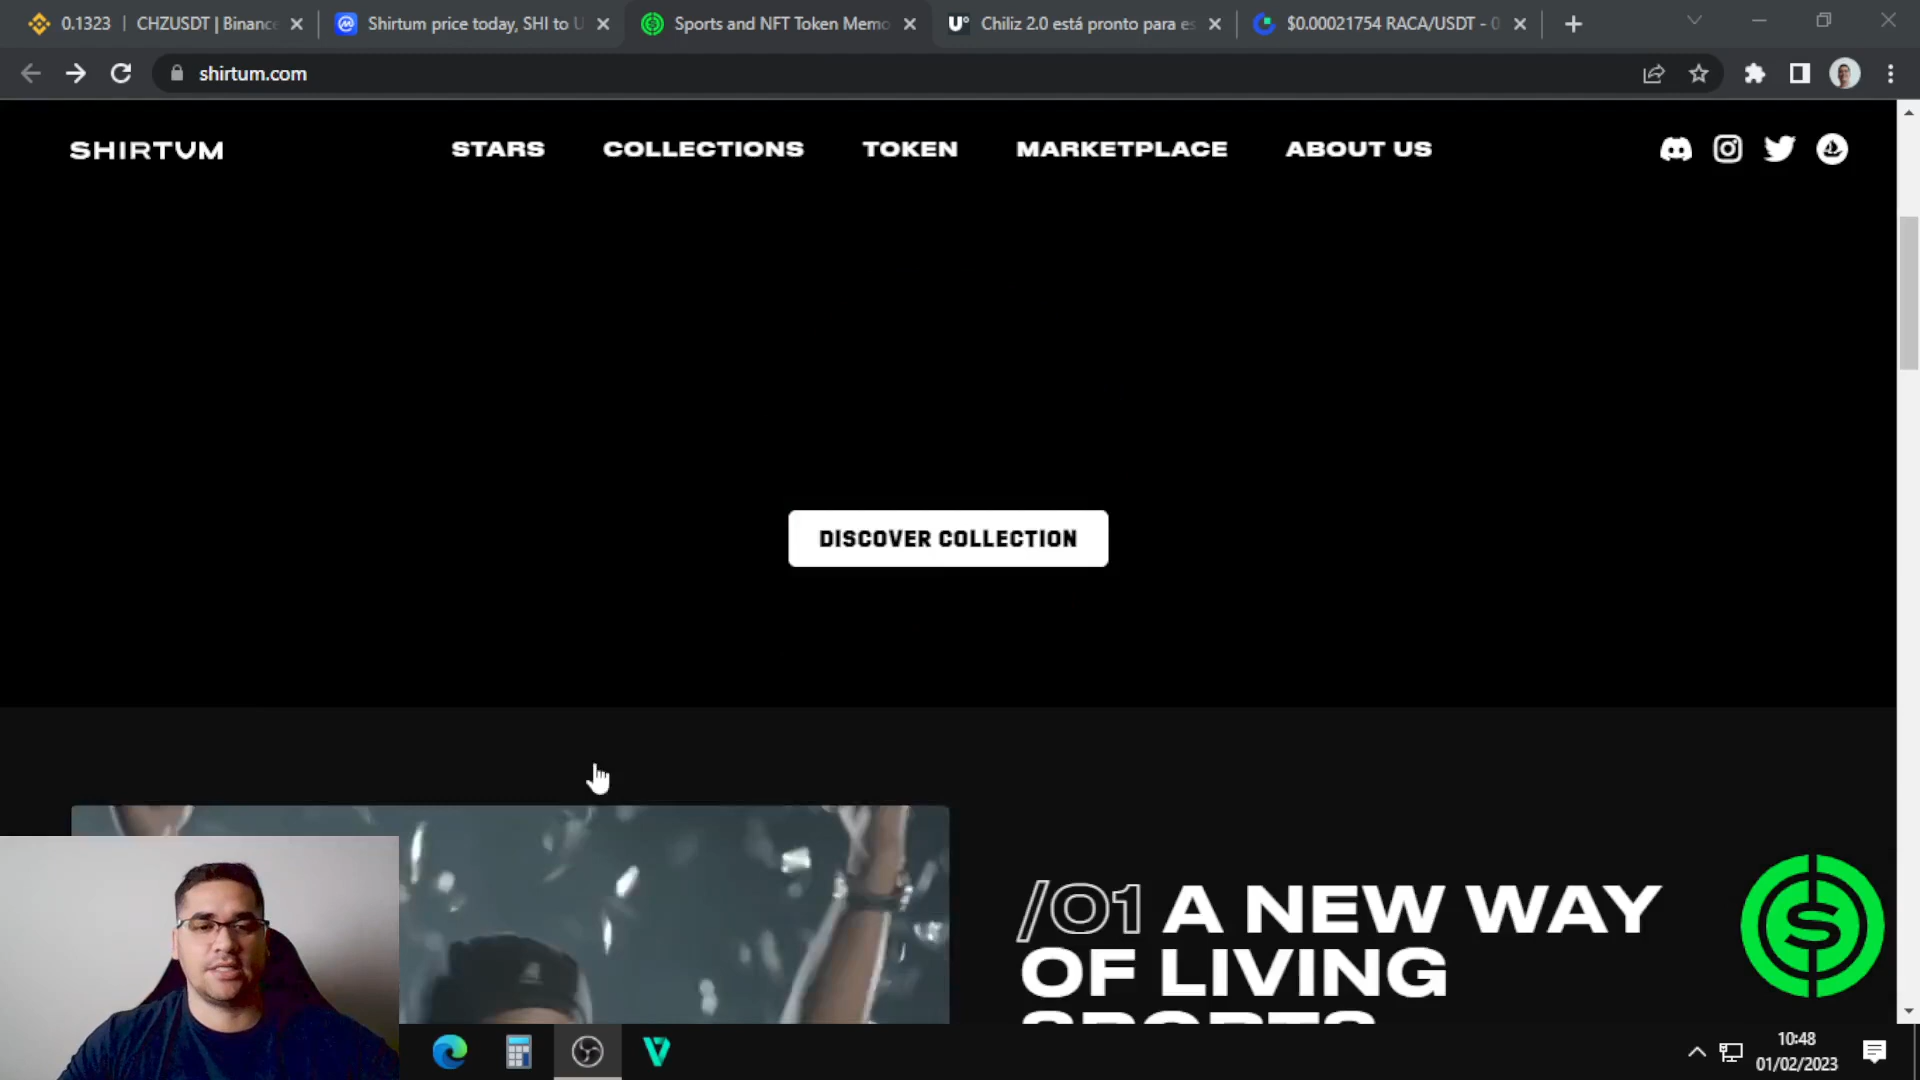 0.1323 | CHZUSDT | Binance
Shirtum price today, SHI to U
Sports and NFT Token Memo
Chiliz 2.0 está pronto para es
$0.00021754 RACA/USDT - 0
shirtum.com
SHIRTUM
STARS
COLLECTIONS
TOKEN
MARKETPLACE
ABOUT US
DISCOVER COLLECTION
/01 A NEW WAY
OF LIVING
SPORTS
10:48
01/02/2023